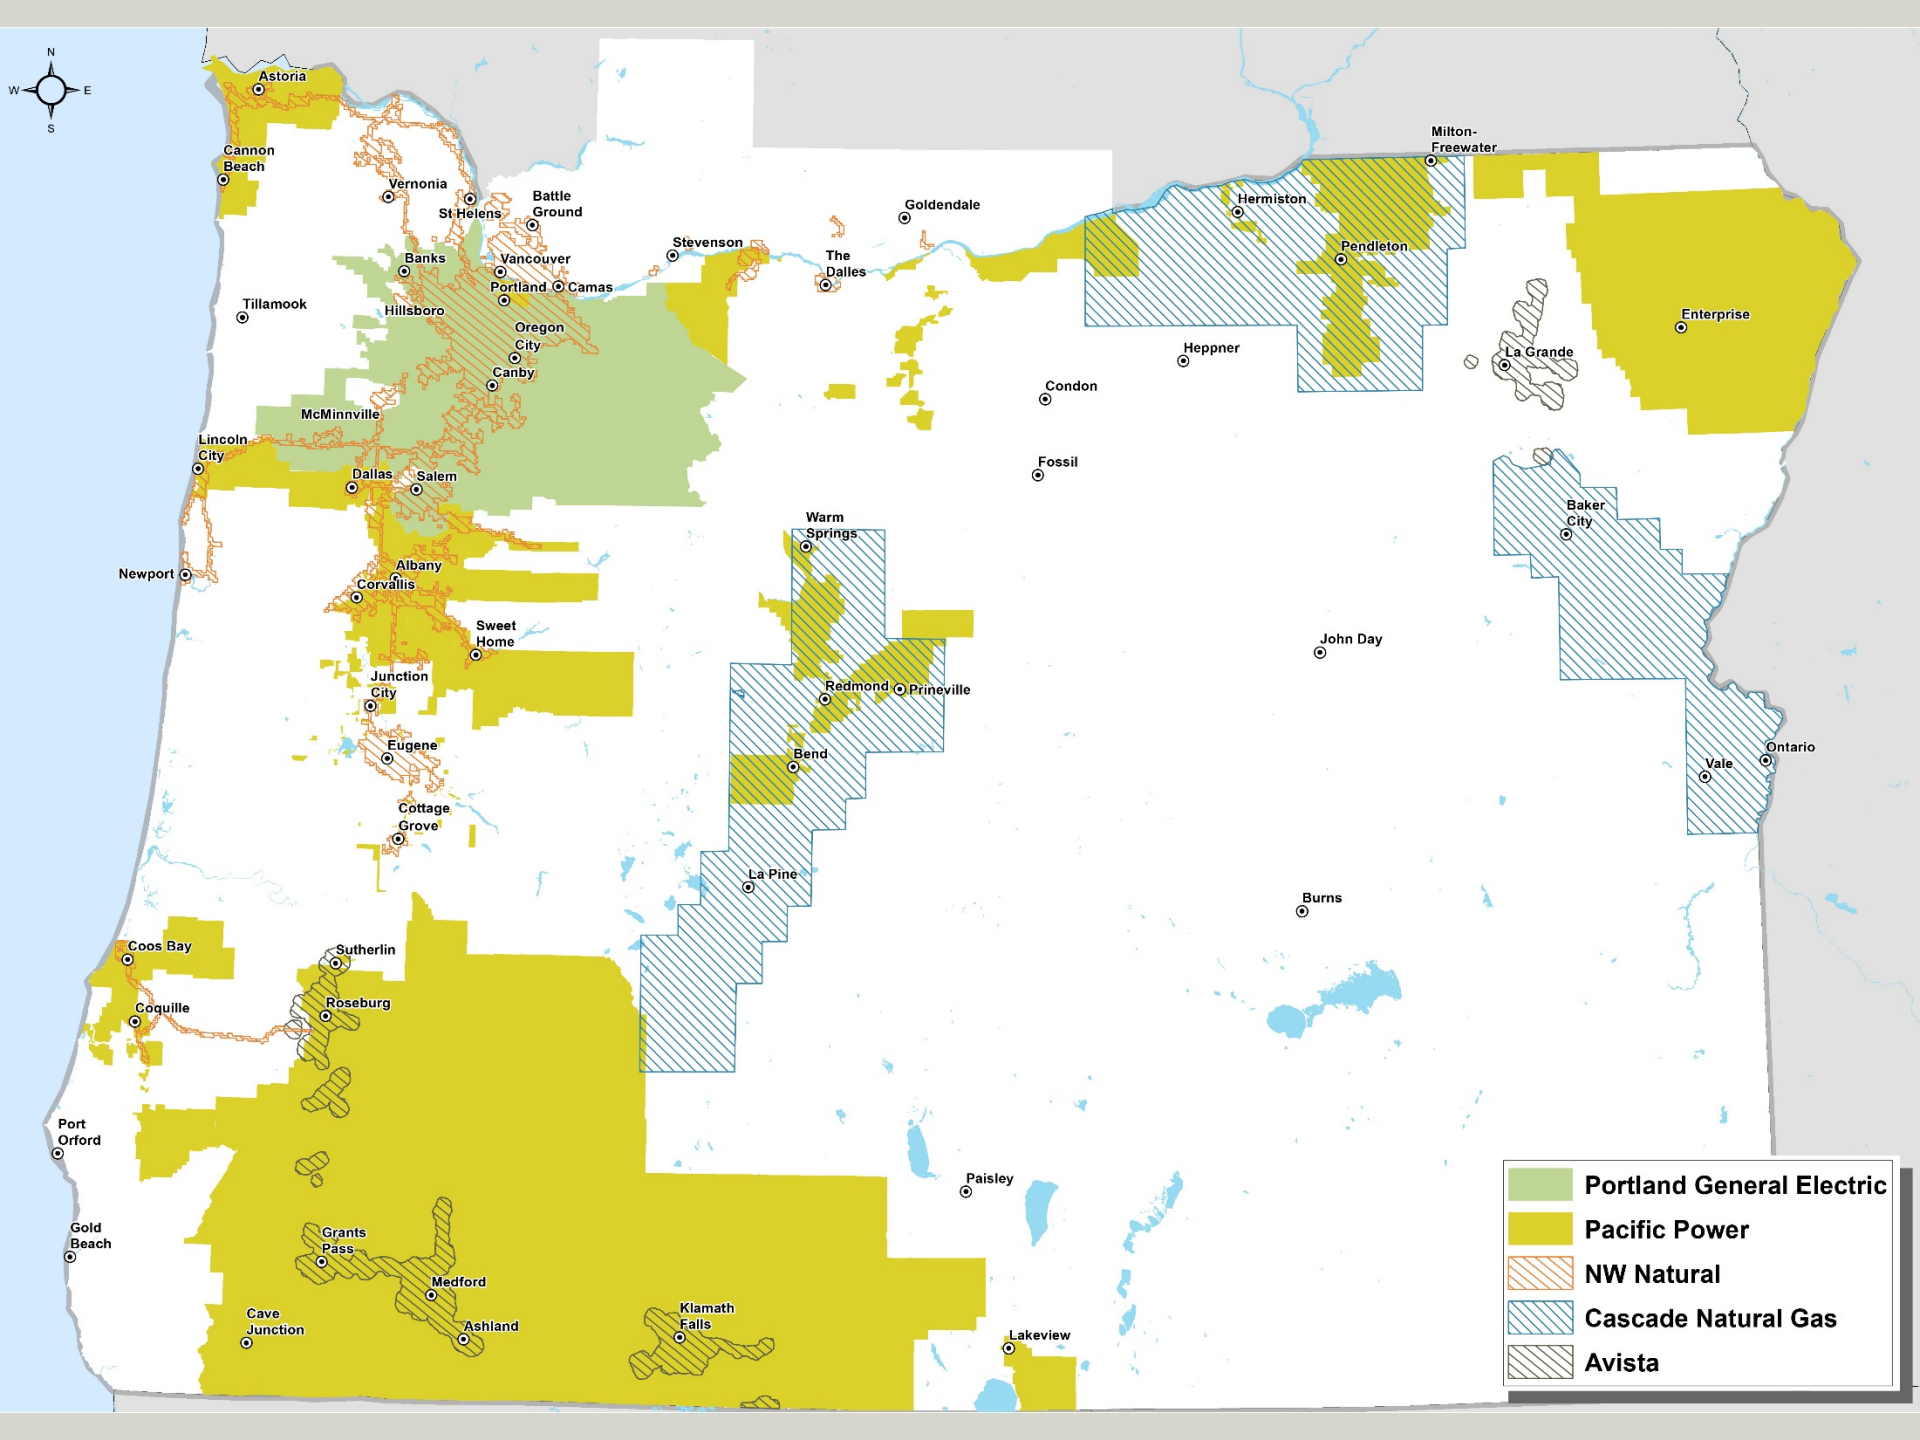 N
W
E
S
Astoria
Cannon
Beach
Vernonia
St Helens
Battle
Ground
Milton-
Freewater
Goldendale
Hermiston
Stevenson
Banks
Vancouver
The
Dalles
Pendleton
Portland
Camas
Tillamook
Hillsboro
Oregon
City
Enterprise
Canby
Heppner
La Grande
Condon
McMinnville
Lincoln
City
Dallas
Salem
Fossil
Warm
Springs
Baker
City
Newport
Albany
Corvallis
Sweet
Home
John Day
Junction
City
Redmond
Prineville
Eugene
Bend
Ontario
Vale
Cottage
Grove
La Pine
Burns
Coos Bay
Sutherlin
Coquille
Roseburg
Port
Orford
Paisley
Gold
Beach
Grants
Pass
Medford
Cave
Junction
Ashland
Klamath
Falls
Lakeview
Portland General Electric
Pacific Power
NW Natural
Cascade Natural Gas
Avista